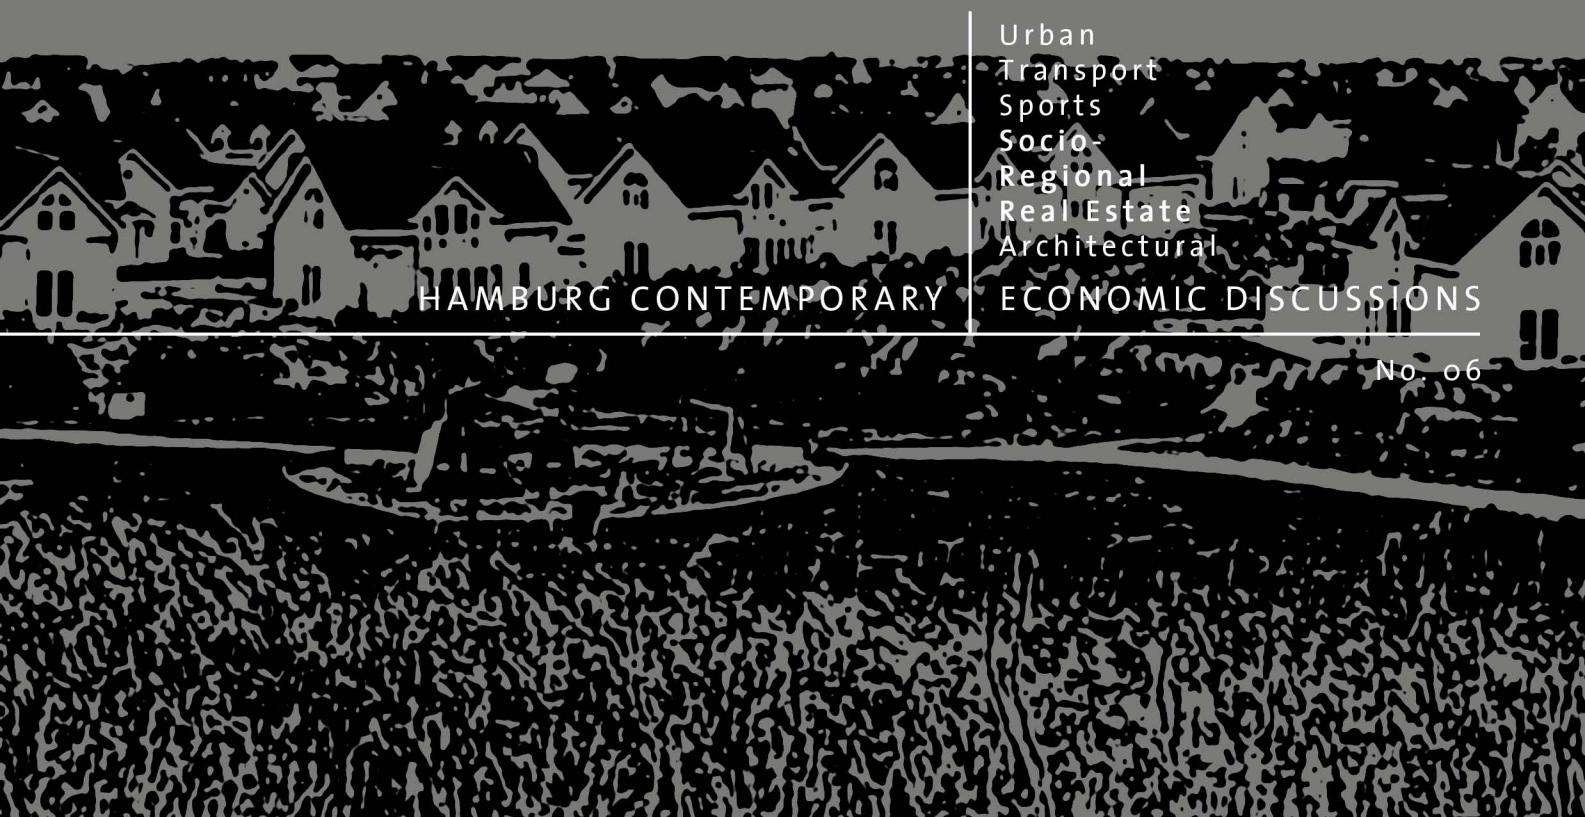 Urban
Transport
Sports
Socio-
Regional
Real Estate
Architectural
HAMBURG CONTEMPORARY ECONOMIC DISCUSSIONS
No. 06